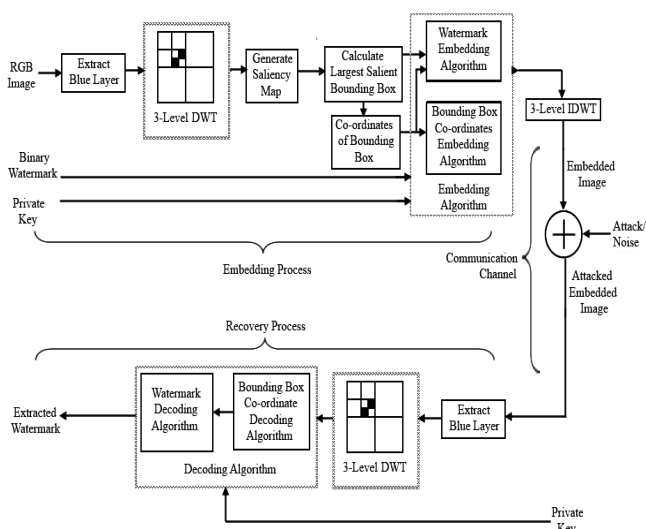 RGB
Image
Extract
Blue Layer
3-Level DWT
Generate
Saliency
Map
Calculate
Largest Salient
Bounding Box
Co-ordinates
of Bounding
Box
Watermark
Embedding
Algorithm
Bounding Box
Co-ordinates
Embedding
Algorithm
Embedding
Algorithm
3-Level IDWT
Binary
Watermark
Private
Key
Embedding Process
Embedded
Image
Attack/
Noise
Communication
Channel
Attacked
Embedded
Image
Recovery Process
Extracted
Watermark
Watermark
Decoding
Algorithm
Bounding Box
Co-ordinate
Decoding
Algorithm
Decoding Algorithm
3-Level DWT
Extract
Blue Layer
Private
Key